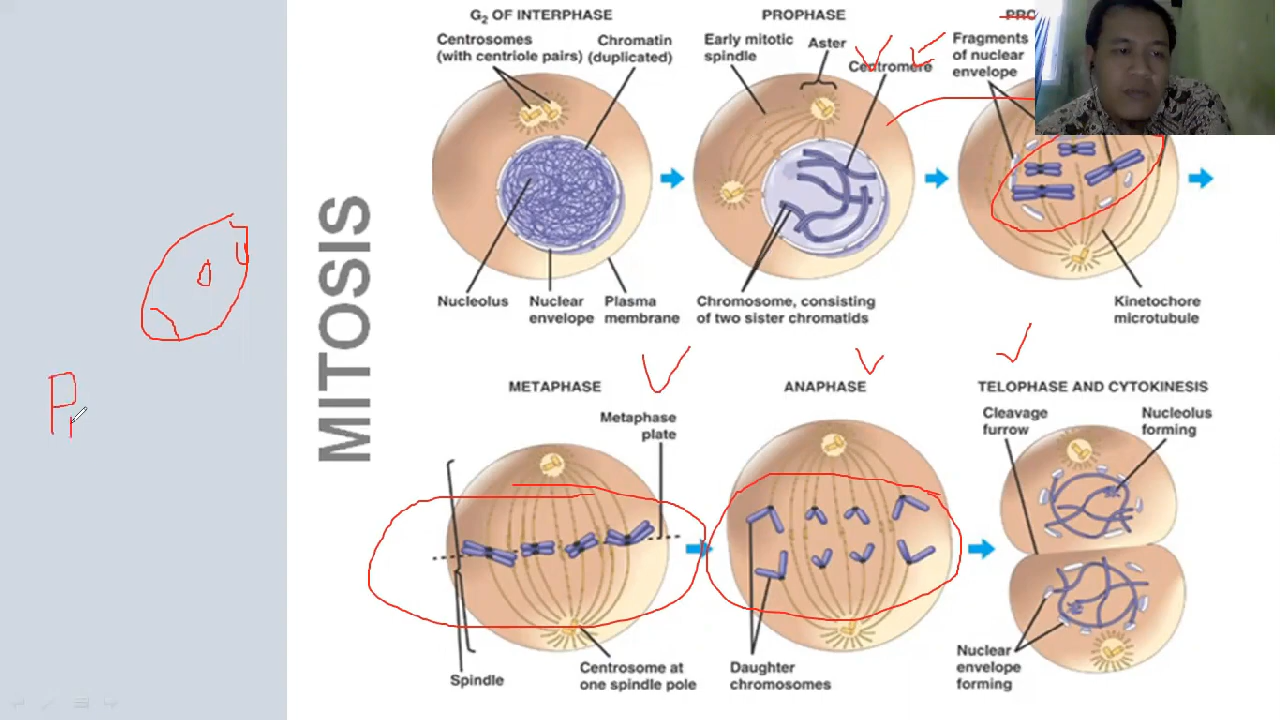 G₂ OF INTERPHASE
Centrosomes
(with centriole pairs)
Chromatin
(duplicated)
Nucleolus
Nuclear
envelope
Plasma
membrane
PROPHASE
Early mitotic
spindle
Aster
Centromere
Chromosome, consisting
of two sister chromatids
PRO
Fragments
of nuclear
envelope
Kinetochore
microtubule
MITOSIS
METAPHASE
Metaphase
plate
Spindle
Centrosome at
one spindle pole
ANAPHASE
Daughter
chromosomes
TELOPHASE AND CYTOKINESIS
Cleavage
furrow
Nucleolus
forming
Nuclear
envelope
forming